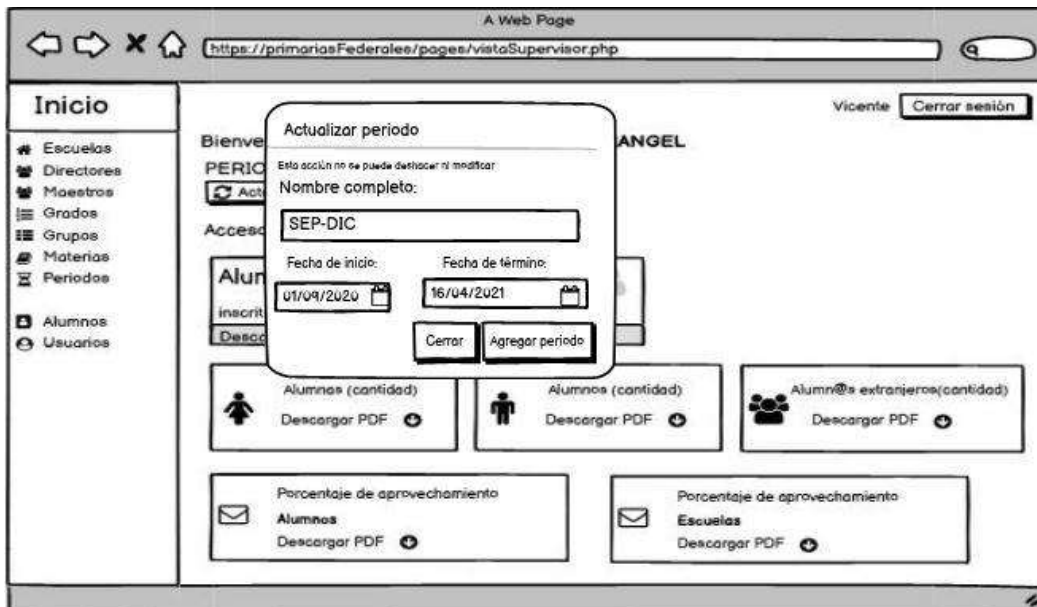 A Web Page
https://primariasFederales/pages/vistaSupervisor.php
Inicio
Escuelas
Directores
Maestros
Grados
Grupos
Materias
Periodos
Alumnos
Usuarios
Vicente Cerrar sesión
Bienve ANGEL
PERIO
Act
Acceso
Alun
inscrit
Desca
Actualizar periodo
Esta acción no se puede deshacer ni modificar
Nombre completo:
SEP-DIC
Fecha de inicio: Fecha de término:
01/09/2020 16/04/2021
Cerrar Agregar periodo
Alumnas (cantidad)
Descargar PDF
Alumnos (cantidad)
Descargar PDF
Alumn@s extranjeros(cantidad)
Descargar PDF
Porcentaje de aprovechamiento
Alumnos
Descargar PDF
Porcentaje de aprovechamiento
Escuelas
Descargar PDF